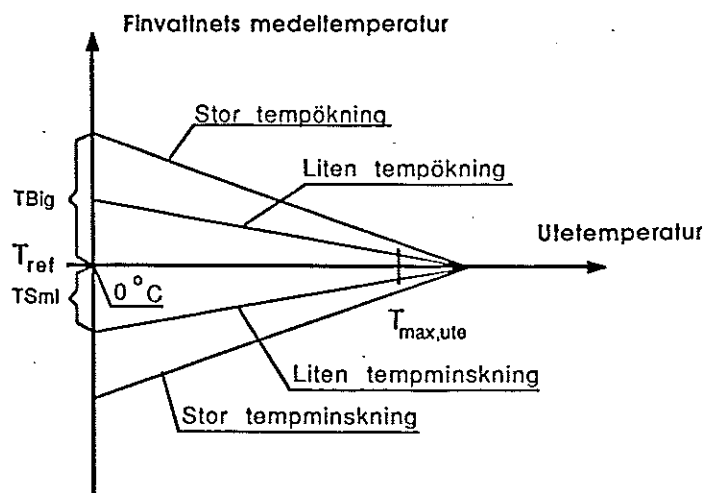 Finvattnets medeltemperatur
Stor tempökning
Liten tempökning
TBig
Utetemperatur
Tref
0°C
TSml
Tmax,ute
Liten tempminskning
Stor tempminskning